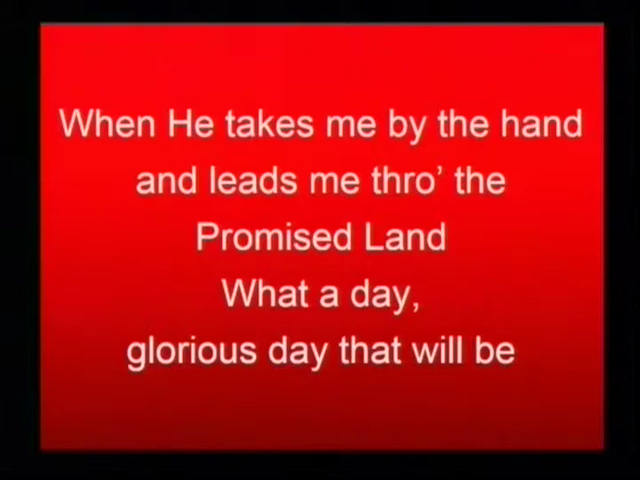 When He takes me by the hand
and leads me thro’ the
Promised Land
What a day,
glorious day that will be